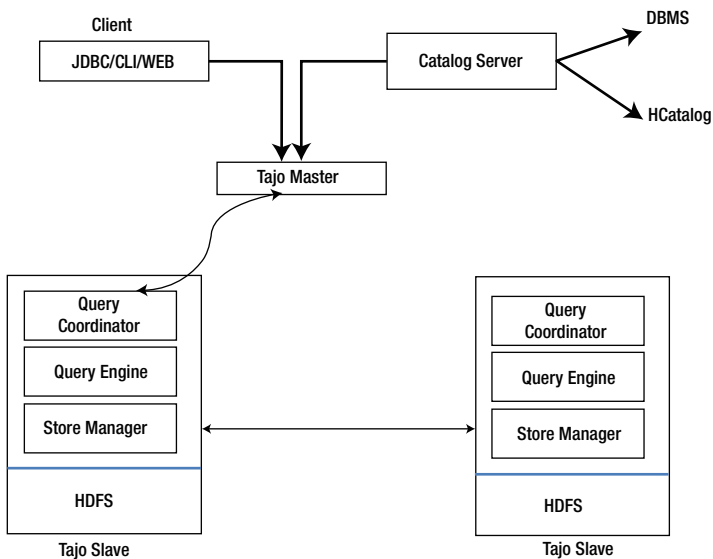 Client
DBMS
JDBC/CLI/WEB
Catalog Server
HCatalog
Tajo Master
Query
Coordinator
Query Engine
Store Manager
HDFS
Tajo Slave
Query
Coordinator
Query Engine
Store Manager
HDFS
Tajo Slave